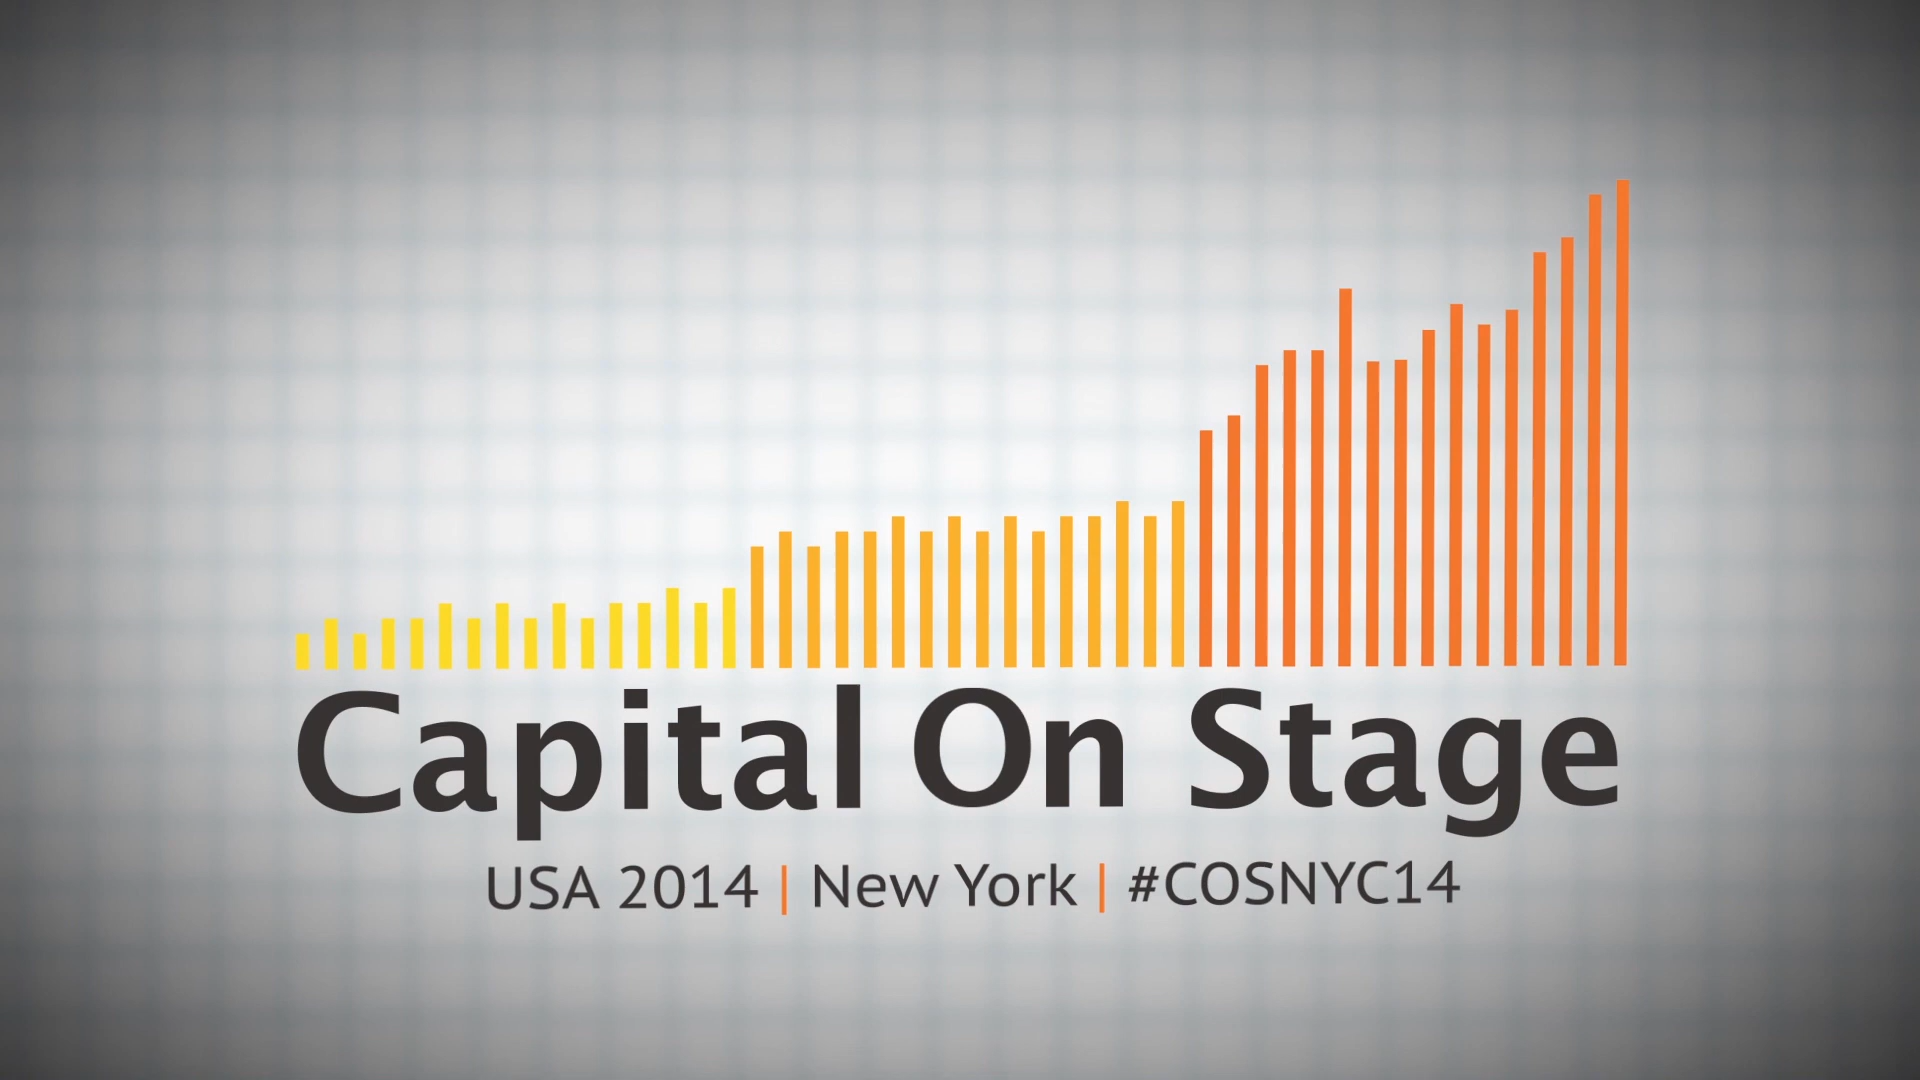 Capital On Stage
USA 2014 | New York | #COSNYC14